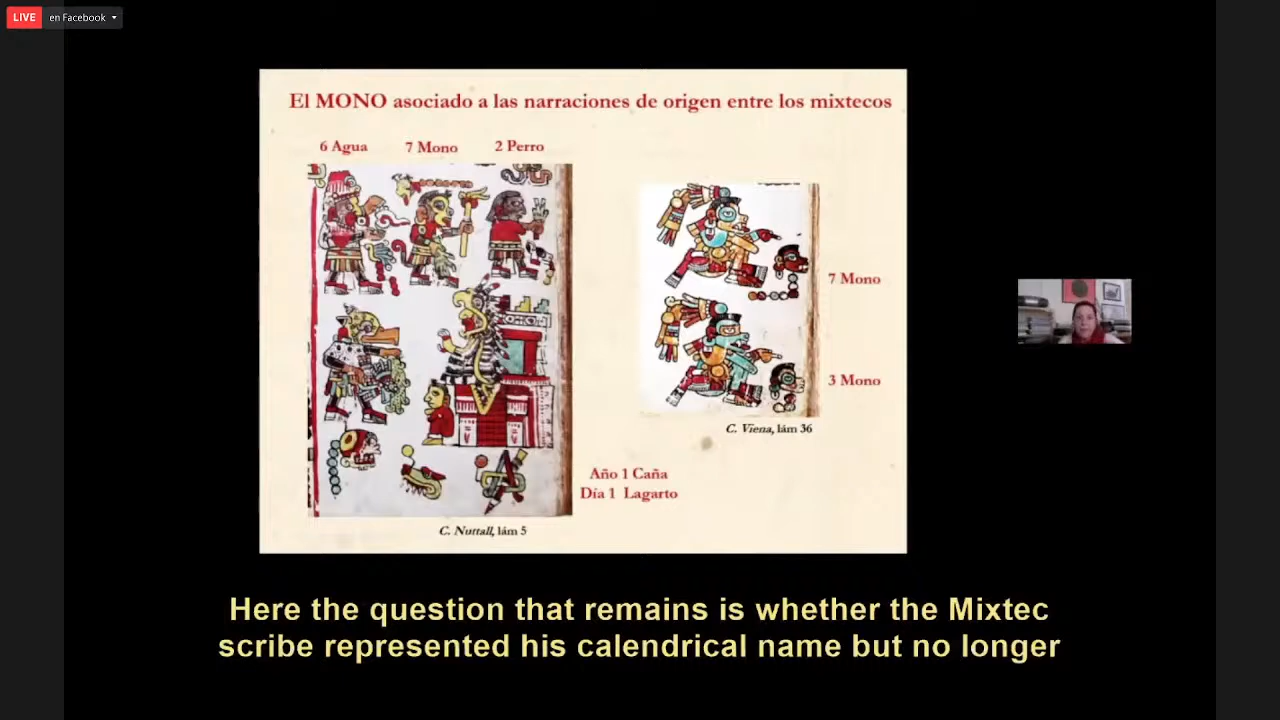 LIVE en Facebook
El MONO asociado a las narraciones de origen entre los mixtecos
6 Agua 7 Mono 2 Perro
7 Mono
3 Mono
C. Viena, lám 36
Año 1 Caña
Día 1 Lagarto
C. Nuttall, lám 5
Here the question that remains is whether the Mixtec
scribe represented his calendrical name but no longer